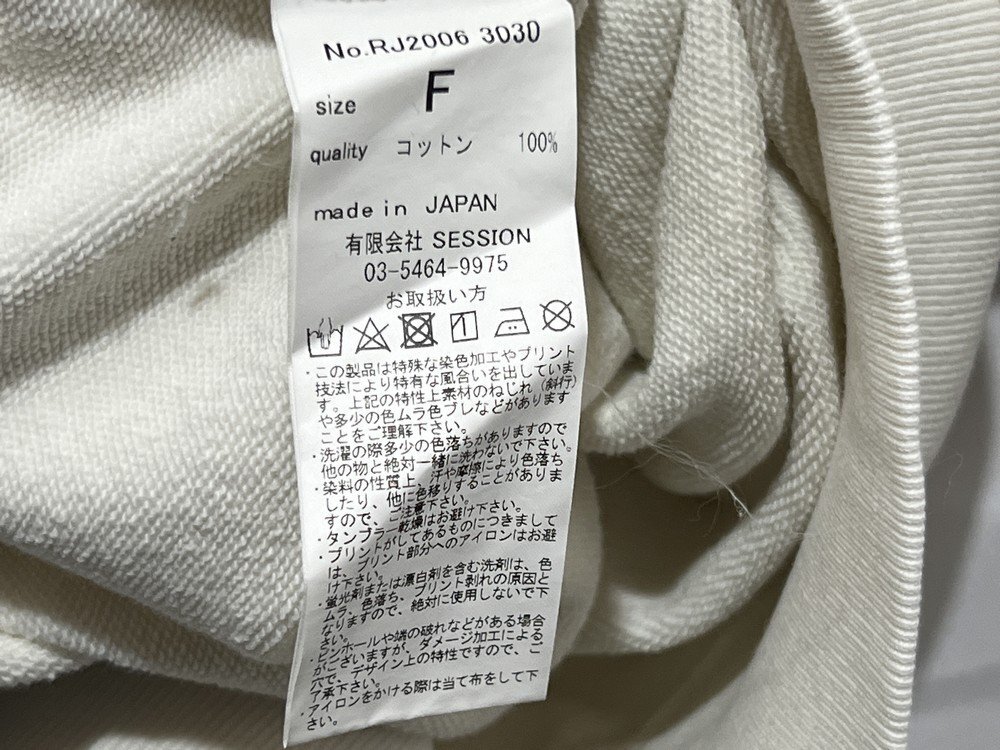 No.RJ2006 3030
size F
quality コットン 100%
made in JAPAN
有限会社 SESSION
03-5464-9975
お取扱い方
・この製品は特殊な染色加工やプリント
技法により特有な風合いを出していま
す。上記の特性上素材のねじれ(斜行)
や多少の色ムラ色ブレなどがあります
ことをご理解下さい。
・洗濯の際多少の色落ちがありますので
他の物と絶対一緒に洗わないで下さい。
・染料の性質上、汗や摩擦により色落ち
したり、他に色移りすることがありま
すので、ご注意下さい。
・タンブラー乾燥はお避け下さい。
・プリントがしてあるものにつきまして
は、プリント部分へのアイロンはお避
け下さい。
・蛍光剤または漂白剤を含む洗剤は、色
ムラ、色落ち、プリント剥れの原因と
なりますので、絶対に使用しないで下
さい。
・ピンホールや端の破れなどがある場合
がございますが、ダメージ加工による
穴で、デザイン上の特性ですので、ご
了承下さい。
・アイロンをかける際は当て布をして下
さい。